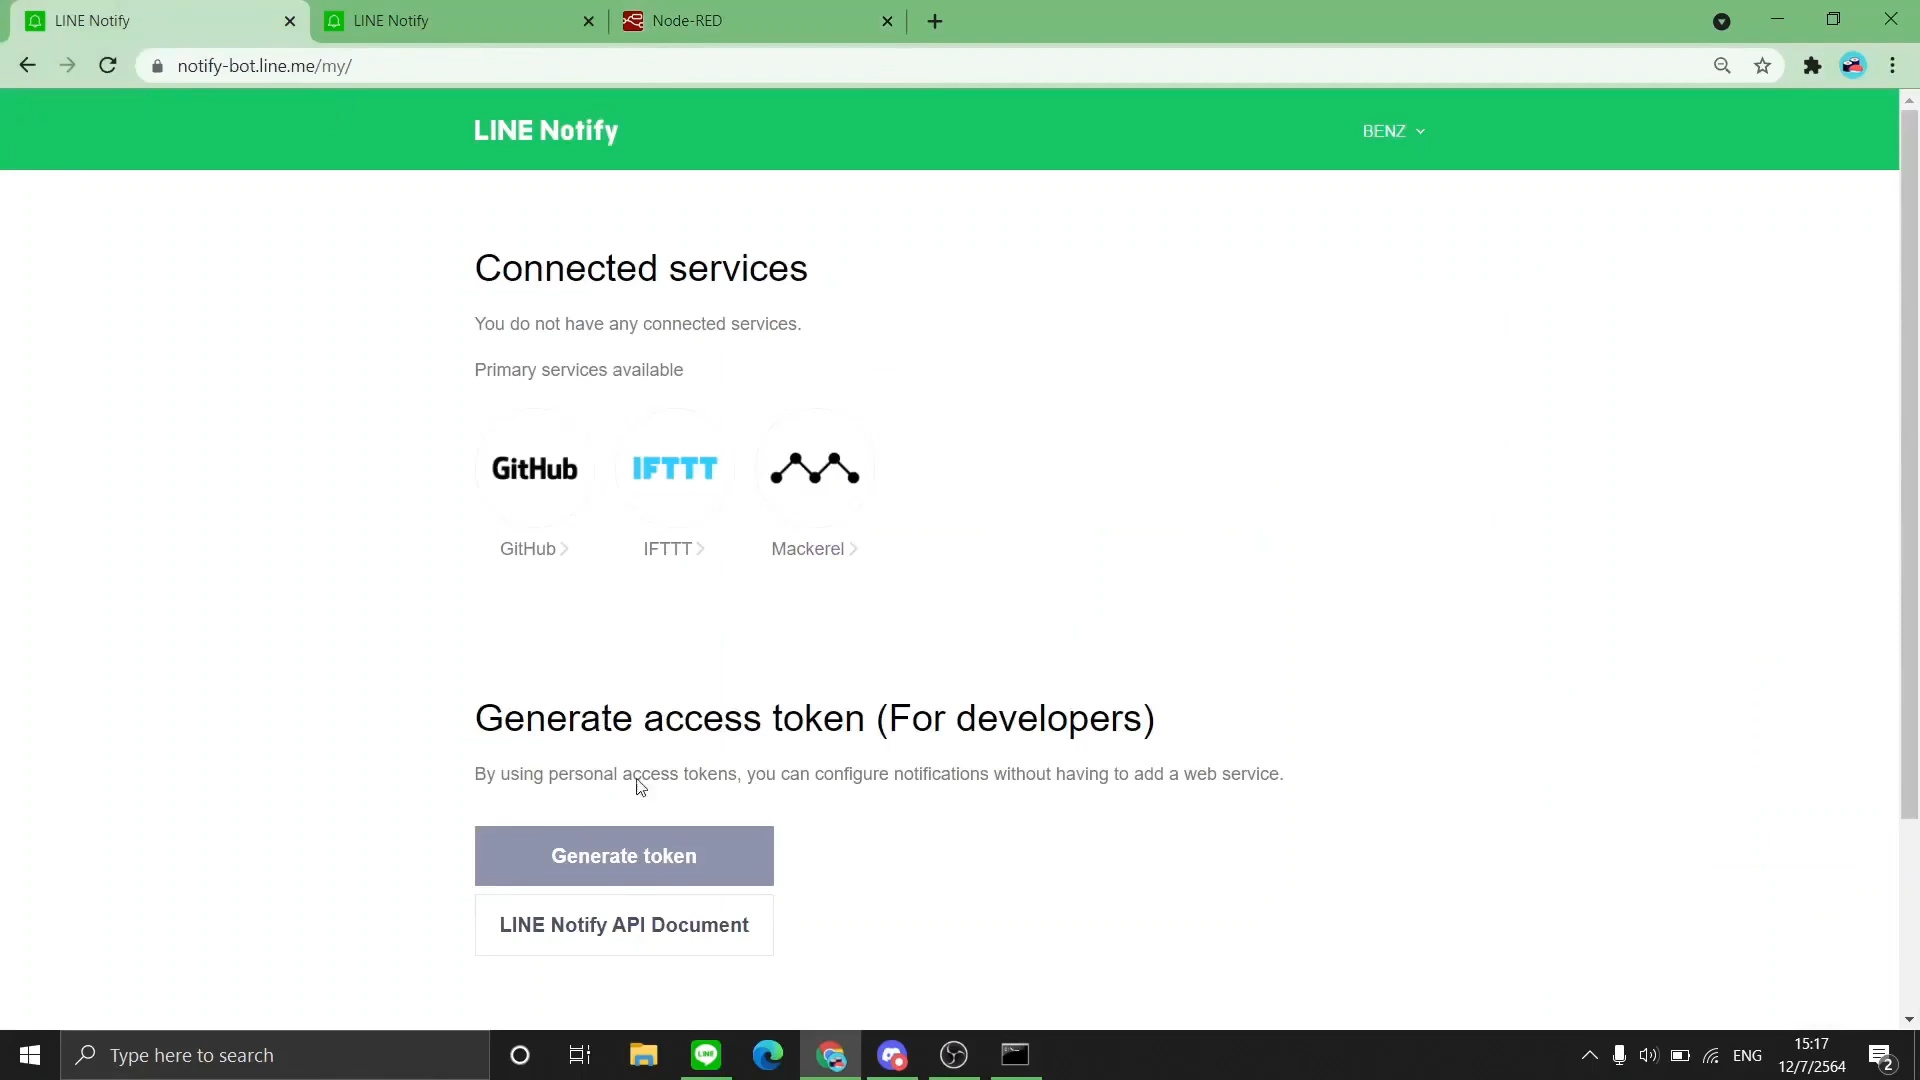 LINE Notify
LINE Notify
Node-RED
notify-bot.line.me/my/
LINE Notify
BENZ
Connected services
You do not have any connected services.
Primary services available
GitHub
IFTTT
GitHub
IFTTT
Mackerel
Generate access token (For developers)
By using personal access tokens, you can configure notifications without having to add a web service.
Generate token
LINE Notify API Document
Type here to search
LINE
ENG
15:17
12/7/2564
2